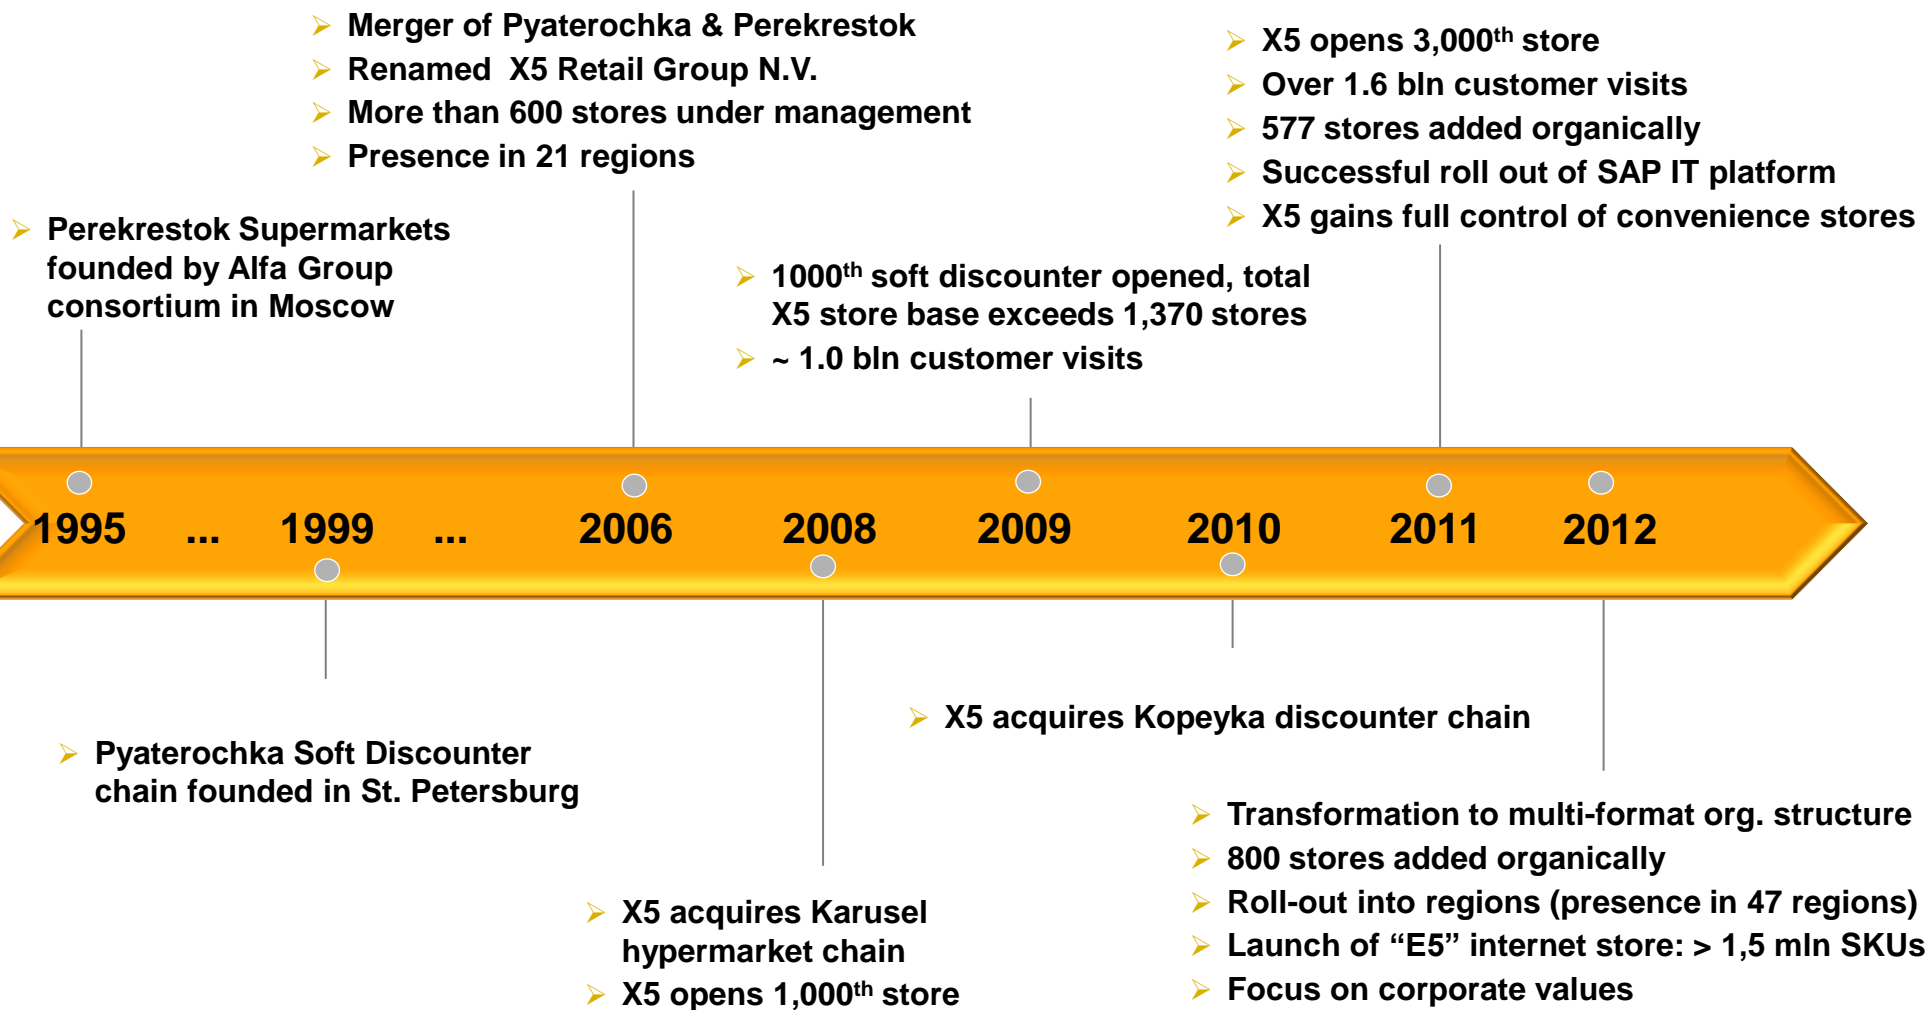 ➢ Merger of Pyaterochka & Perekrestok
➢ Renamed X5 Retail Group N.V.
➢ More than 600 stores under management
➢ Presence in 21 regions
➢ X5 opens 3,000th store
➢ Over 1.6 bln customer visits
➢ 577 stores added organically
➢ Successful roll out of SAP IT platform
➢ X5 gains full control of convenience stores
➢ Perekrestok Supermarkets
founded by Alfa Group
consortium in Moscow
➢ 1000th soft discounter opened, total
X5 store base exceeds 1,370 stores
➢ ~ 1.0 bln customer visits
1995 ... 1999 ... 2006 2008 2009 2010 2011 2012
➢ Pyaterochka Soft Discounter
chain founded in St. Petersburg
➢ X5 acquires Karusel
hypermarket chain
➢ X5 opens 1,000th store
➢ X5 acquires Kopeyka discounter chain
➢ Transformation to multi-format org. structure
➢ 800 stores added organically
➢ Roll-out into regions (presence in 47 regions)
➢ Launch of “E5” internet store: > 1,5 mln SKUs
➢ Focus on corporate values